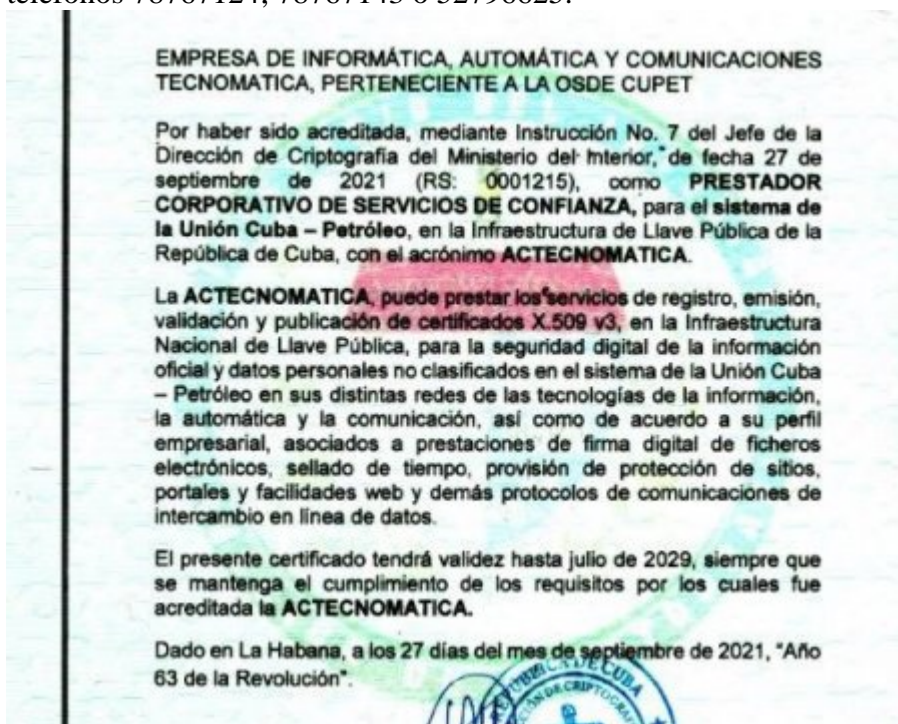 EMPRESA DE INFORMÁTICA, AUTOMÁTICA Y COMUNICACIONES
TECNOMATICA, PERTENECIENTE A LA OSDE CUPET
Por haber sido acreditada, mediante Instrucción No. 7 del Jefe de la
Dirección de Criptografía del Ministerio del Interior, de fecha 27 de
septiembre de 2021 (RS: 0001215), como PRESTADOR
CORPORATIVO DE SERVICIOS DE CONFIANZA, para el sistema de
la Unión Cuba – Petróleo, en la Infraestructura de Llave Pública de la
República de Cuba, con el acrónimo ACTECNOMATICA.
La ACTECNOMATICA, puede prestar los servicios de registro, emisión,
validación y publicación de certificados X.509 v3, en la Infraestructura
Nacional de Llave Pública, para la seguridad digital de la información
oficial y datos personales no clasificados en el sistema de la Unión Cuba
– Petróleo en sus distintas redes de las tecnologías de la información,
la automática y la comunicación, así como de acuerdo a su perfil
empresarial, asociados a prestaciones de firma digital de ficheros
electrónicos, sellado de tiempo, provisión de protección de sitios,
portales y facilidades web y demás protocolos de comunicaciones de
intercambio en línea de datos.
El presente certificado tendrá validez hasta julio de 2029, siempre que
se mantenga el cumplimiento de los requisitos por los cuales fue
acreditada la ACTECNOMATICA.
Dado en La Habana, a los 27 días del mes de septiembre de 2021, "Año
63 de la Revolución".
REPÚBLICA DE CUBA